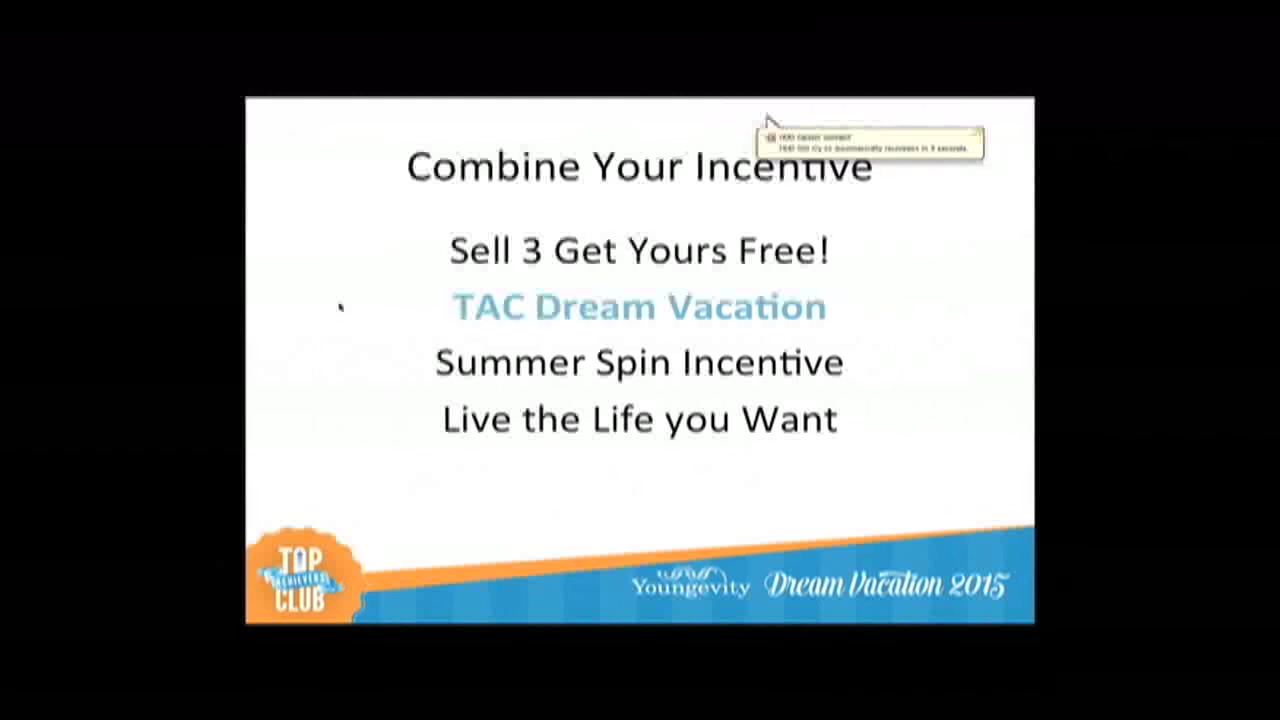 Combine Your Incentive
Sell 3 Get Yours Free!
TAC Dream Vacation
Summer Spin Incentive
Live the Life you Want
TOP
ACHIEVERS
CLUB
Youngevity Dream Vacation 2015